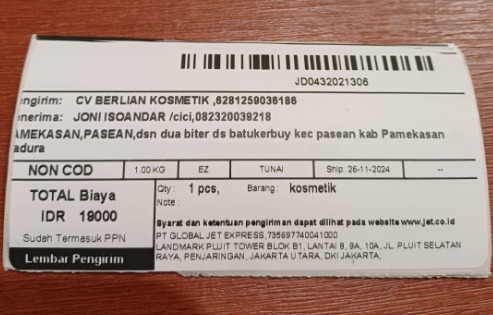 JD0432021306
ngirim: CV BERLIAN KOSMETIK ,6281259036186
nerima: JONI ISOANDAR /cici,082320039218
AMEKASAN,PASEAN,dsn dua biter ds batukerbuy kec pasean kab Pamekasan
adura
NON COD 1.00 KG EZ TUNAI Ship: 26-11-2024 --
TOTAL Biaya
IDR 19000
Sudah Termasuk PPN
Lembar Pengirim
Qty : 1 pcs, Barang : kosmetik
Note :
Syarat dan ketentuan pengiriman dapat dilihat pada website www.jet.co.id
PT GLOBAL JET EXPRESS,735697740041000
LANDMARK PLUIT TOWER BLOK B1, LANTAI 8, 9A, 10A, JL. PLUIT SELATAN
RAYA, PENJARINGAN, JAKARTA UTARA, DKI JAKARTA;